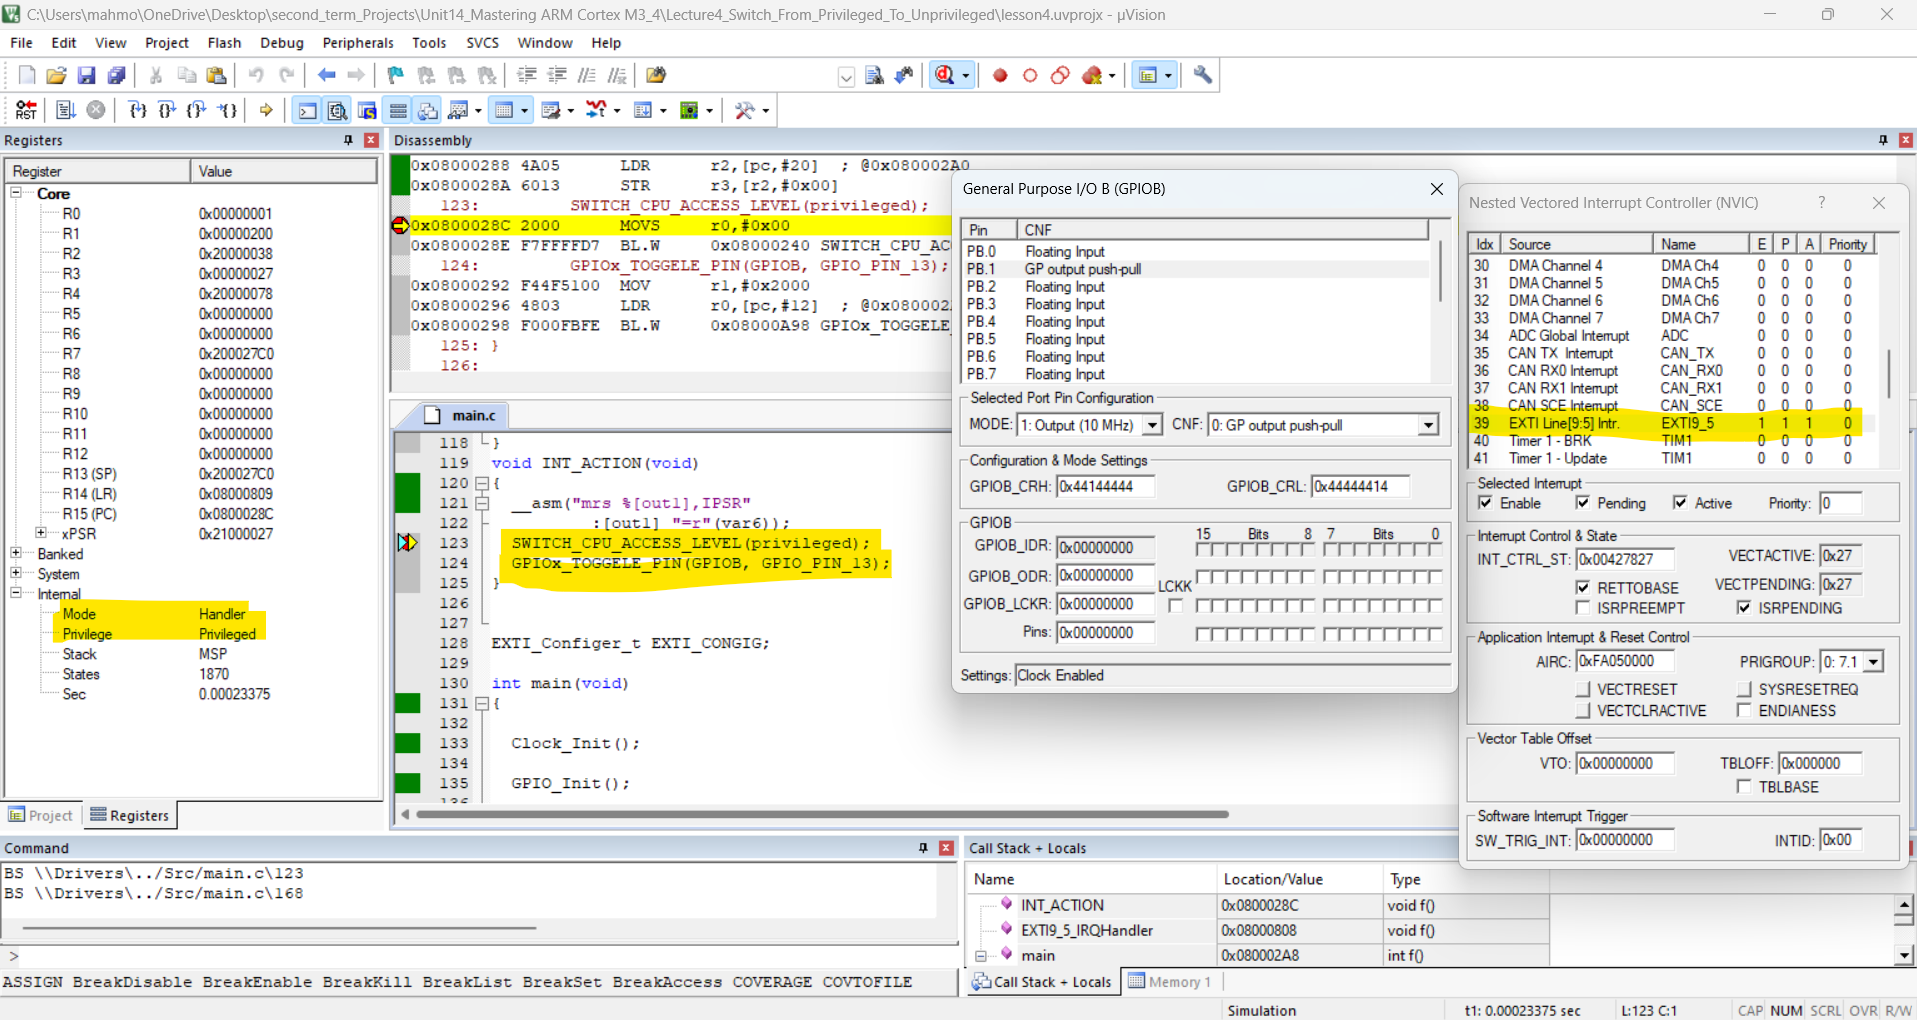 C:\Users\mahmo\OneDrive\Desktop\second_term_Projects\Unit14_Mastering ARM Cortex M3_4\Lecture4_Switch_From_Privileged_To_Unprivileged\lesson4.uvprojx - µVision
File Edit View Project Flash Debug Peripherals Tools SVCS Window Help
Registers
Register Value
Core
R0 0x00000001
R1 0x00000200
R2 0x20000038
R3 0x00000027
R4 0x20000078
R5 0x00000000
R6 0x00000000
R7 0x200027C0
R8 0x00000000
R9 0x00000000
R10 0x00000000
R11 0x00000000
R12 0x00000000
R13 (SP) 0x200027C0
R14 (LR) 0x08000809
R15 (PC) 0x0800028C
xPSR 0x21000027
Banked
System
Internal
Mode Handler
Privilege Privileged
Stack MSP
States 1870
Sec 0.00023375
Project Registers
Disassembly
0x08000288 4A05 LDR r2,[pc,#20] ; @0x080002A0
0x0800028A 6013 STR r3,[r2,#0x00]
123: SWITCH_CPU_ACCESS_LEVEL(privileged);
0x0800028C 2000 MOVS r0,#0x00
0x0800028E F7FFFFD7 BL.W 0x08000240 SWITCH_CPU_AC
124: GPIOx_TOGGELE_PIN(GPIOB, GPIO_PIN_13);
0x08000292 F44F5100 MOV r1,#0x2000
0x08000296 4803 LDR r0,[pc,#12] ; @0x080002
0x08000298 F000FBFE BL.W 0x08000A98 GPIOx_TOGGELE
125: }
126:
main.c
118 }
119 void INT_ACTION(void)
120 {
121 __asm("mrs %[out1],IPSR"
122 :[out1] "=r"(var6));
123 SWITCH_CPU_ACCESS_LEVEL(privileged);
124 GPIOx_TOGGELE_PIN(GPIOB, GPIO_PIN_13);
125 }
126
127
128 EXTI_Configer_t EXTI_CONGIG;
129
130 int main(void)
131 {
132
133 Clock_Init();
134
135 GPIO_Init();
136
General Purpose I/O B (GPIOB)
Pin CNF
PB.0 Floating Input
PB.1 GP output push-pull
PB.2 Floating Input
PB.3 Floating Input
PB.4 Floating Input
PB.5 Floating Input
PB.6 Floating Input
PB.7 Floating Input
Selected Port Pin Configuration
MODE: 1: Output (10 MHz) CNF: 0: GP output push-pull
Configuration & Mode Settings
GPIOB_CRH: 0x44144444 GPIOB_CRL: 0x44444414
GPIOB
15 Bits 8 7 Bits 0
GPIOB_IDR: 0x00000000
GPIOB_ODR: 0x00000000
LCKK
GPIOB_LCKR: 0x00000000
Pins: 0x00000000
Settings: Clock Enabled
Nested Vectored Interrupt Controller (NVIC) ?
Idx Source Name E P A Priority
30 DMA Channel 4 DMA Ch4 0 0 0 0
31 DMA Channel 5 DMA Ch5 0 0 0 0
32 DMA Channel 6 DMA Ch6 0 0 0 0
33 DMA Channel 7 DMA Ch7 0 0 0 0
34 ADC Global Interrupt ADC 0 0 0 0
35 CAN TX Interrupt CAN_TX 0 0 0 0
36 CAN RX0 Interrupt CAN_RX0 0 0 0 0
37 CAN RX1 Interrupt CAN_RX1 0 0 0 0
38 CAN SCE Interrupt CAN_SCE 0 0 0 0
39 EXTI Line[9:5] Intr. EXTI9_5 1 1 1 0
40 Timer 1 - BRK TIM1 0 0 0 0
41 Timer 1 - Update TIM1 0 0 0 0
Selected Interrupt
Enable Pending Active Priority: 0
Interrupt Control & State
INT_CTRL_ST: 0x00427827 VECTACTIVE: 0x27
RETTOBASE VECTPENDING: 0x27
ISRPREEMPT ISRPENDING
Application Interrupt & Reset Control
AIRC: 0xFA050000 PRIGROUP: 0: 7.1
VECTRESET SYSRESETREQ
VECTCLRACTIVE ENDIANESS
Vector Table Offset
VTO: 0x00000000 TBLOFF: 0x000000
TBLBASE
Software Interrupt Trigger
SW_TRIG_INT: 0x00000000 INTID: 0x00
Command
BS \\Drivers\../Src/main.c\123
BS \\Drivers\../Src/main.c\168
>
ASSIGN BreakDisable BreakEnable BreakKill BreakList BreakSet BreakAccess COVERAGE COVTOFILE
Call Stack + Locals
Name Location/Value Type
INT_ACTION 0x0800028C void f()
EXTI9_5_IRQHandler 0x08000808 void f()
main 0x080002A8 int f()
Call Stack + Locals Memory 1
Simulation t1: 0.00023375 sec L:123 C:1 CAP NUM SCRL OVR R/W